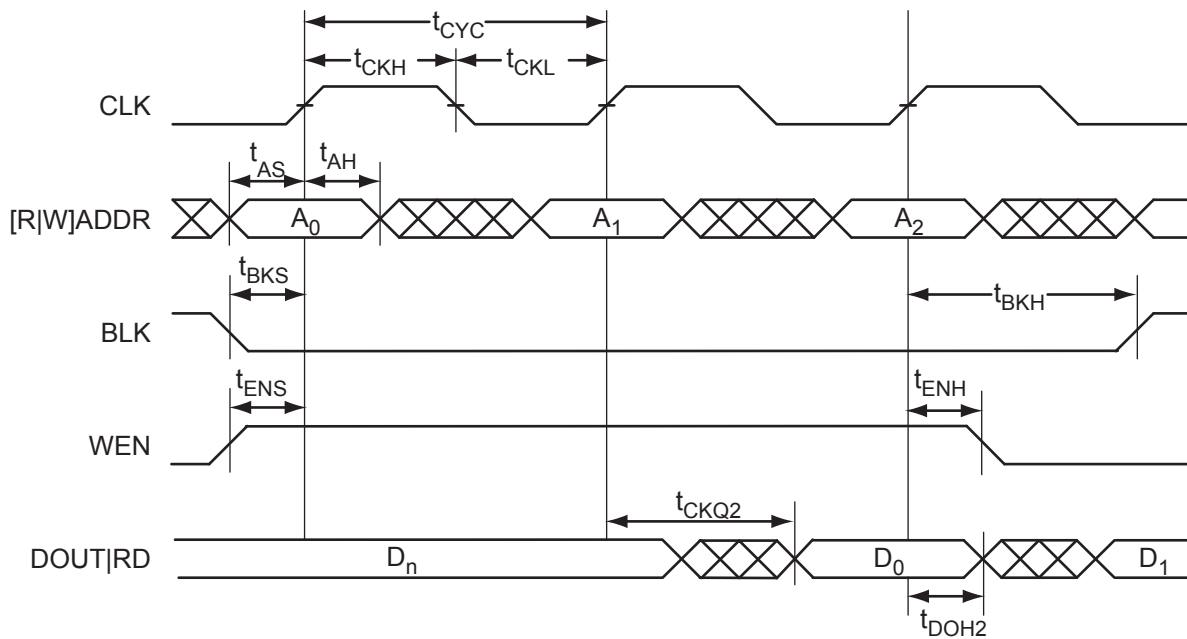 tCYC
tCKH tCKL
CLK
tAS tAH
[R|W]ADDR A0 A1 A2
tBKS tBKH
BLK
tENS tENH
WEN
tCKQ2
DOUT|RD Dn D0 D1
tDOH2